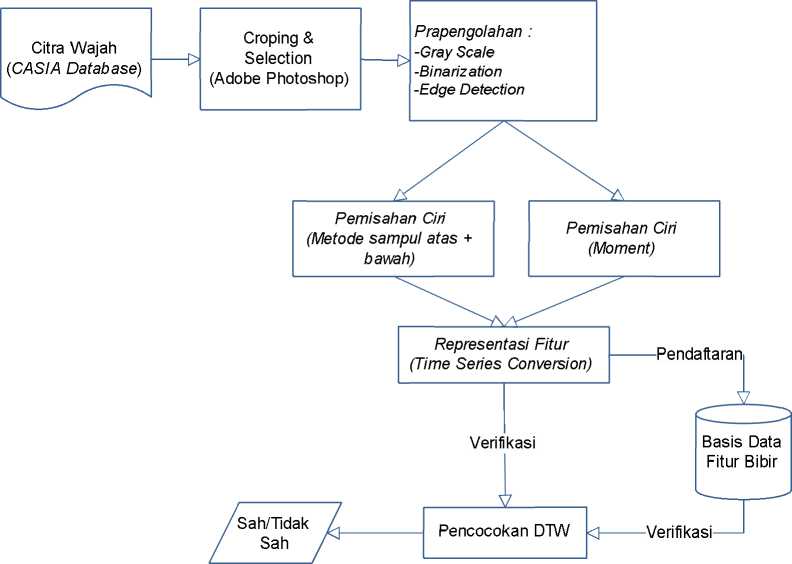 Citra Wajah
(CASIA Database)
Croping &
Selection
(Adobe Photoshop)
Prapengolahan :
-Gray Scale
-Binarization
-Edge Detection
Pemisahan Ciri
(Metode sampul atas +
bawah)
Pemisahan Ciri
(Moment)
Representasi Fitur
(Time Series Conversion)
Pendaftaran
Basis Data
Fitur Bibir
Verifikasi
Verifikasi
Pencocokan DTW
Sah/Tidak
Sah